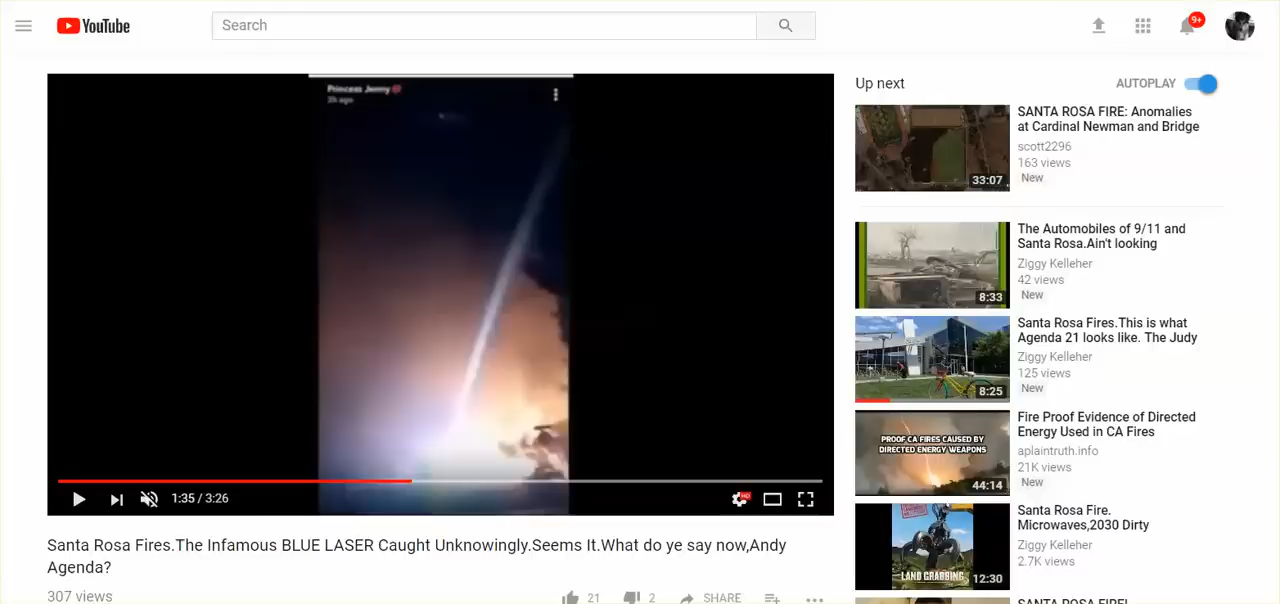 YouTube
Search
9+
Princess Jenny
2h ago
1:35 / 3:26
HD
Santa Rosa Fires.The Infamous BLUE LASER Caught Unknowingly.Seems It.What do ye say now,Andy
Agenda?
307 views
21
2
SHARE
Up next
AUTOPLAY
33:07
SANTA ROSA FIRE: Anomalies
at Cardinal Newman and Bridge
scott2296
163 views
New
8:33
The Automobiles of 9/11 and
Santa Rosa.Ain't looking
Ziggy Kelleher
42 views
New
8:25
Santa Rosa Fires.This is what
Agenda 21 looks like. The Judy
Ziggy Kelleher
125 views
New
PROOF CA FIRES CAUSED BY
DIRECTED ENERGY WEAPONS
44:14
Fire Proof Evidence of Directed
Energy Used in CA Fires
aplaintruth.info
21K views
New
LAND GRABBING
12:30
Santa Rosa Fire.
Microwaves,2030 Dirty
Ziggy Kelleher
2.7K views
SANTA ROSA FIRE!